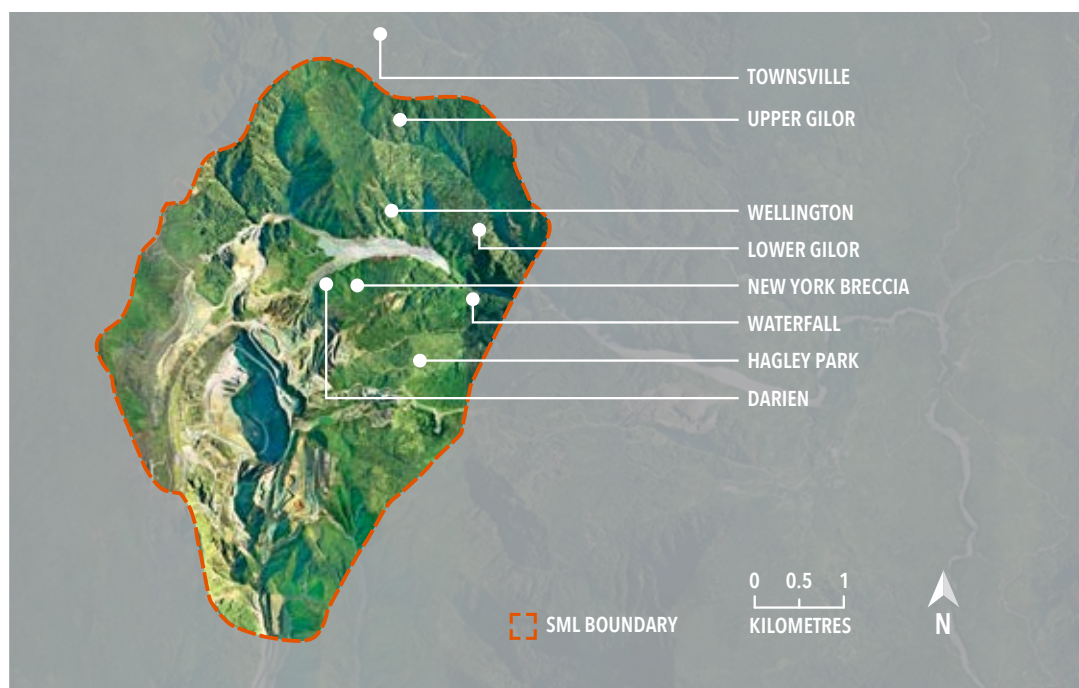 TOWNSVILLE
UPPER GILOR
WELLINGTON
LOWER GILOR
NEW YORK BRECCIA
WATERFALL
HAGLEY PARK
DARIEN
0 0.5 1
KILOMETRES
SML BOUNDARY
N